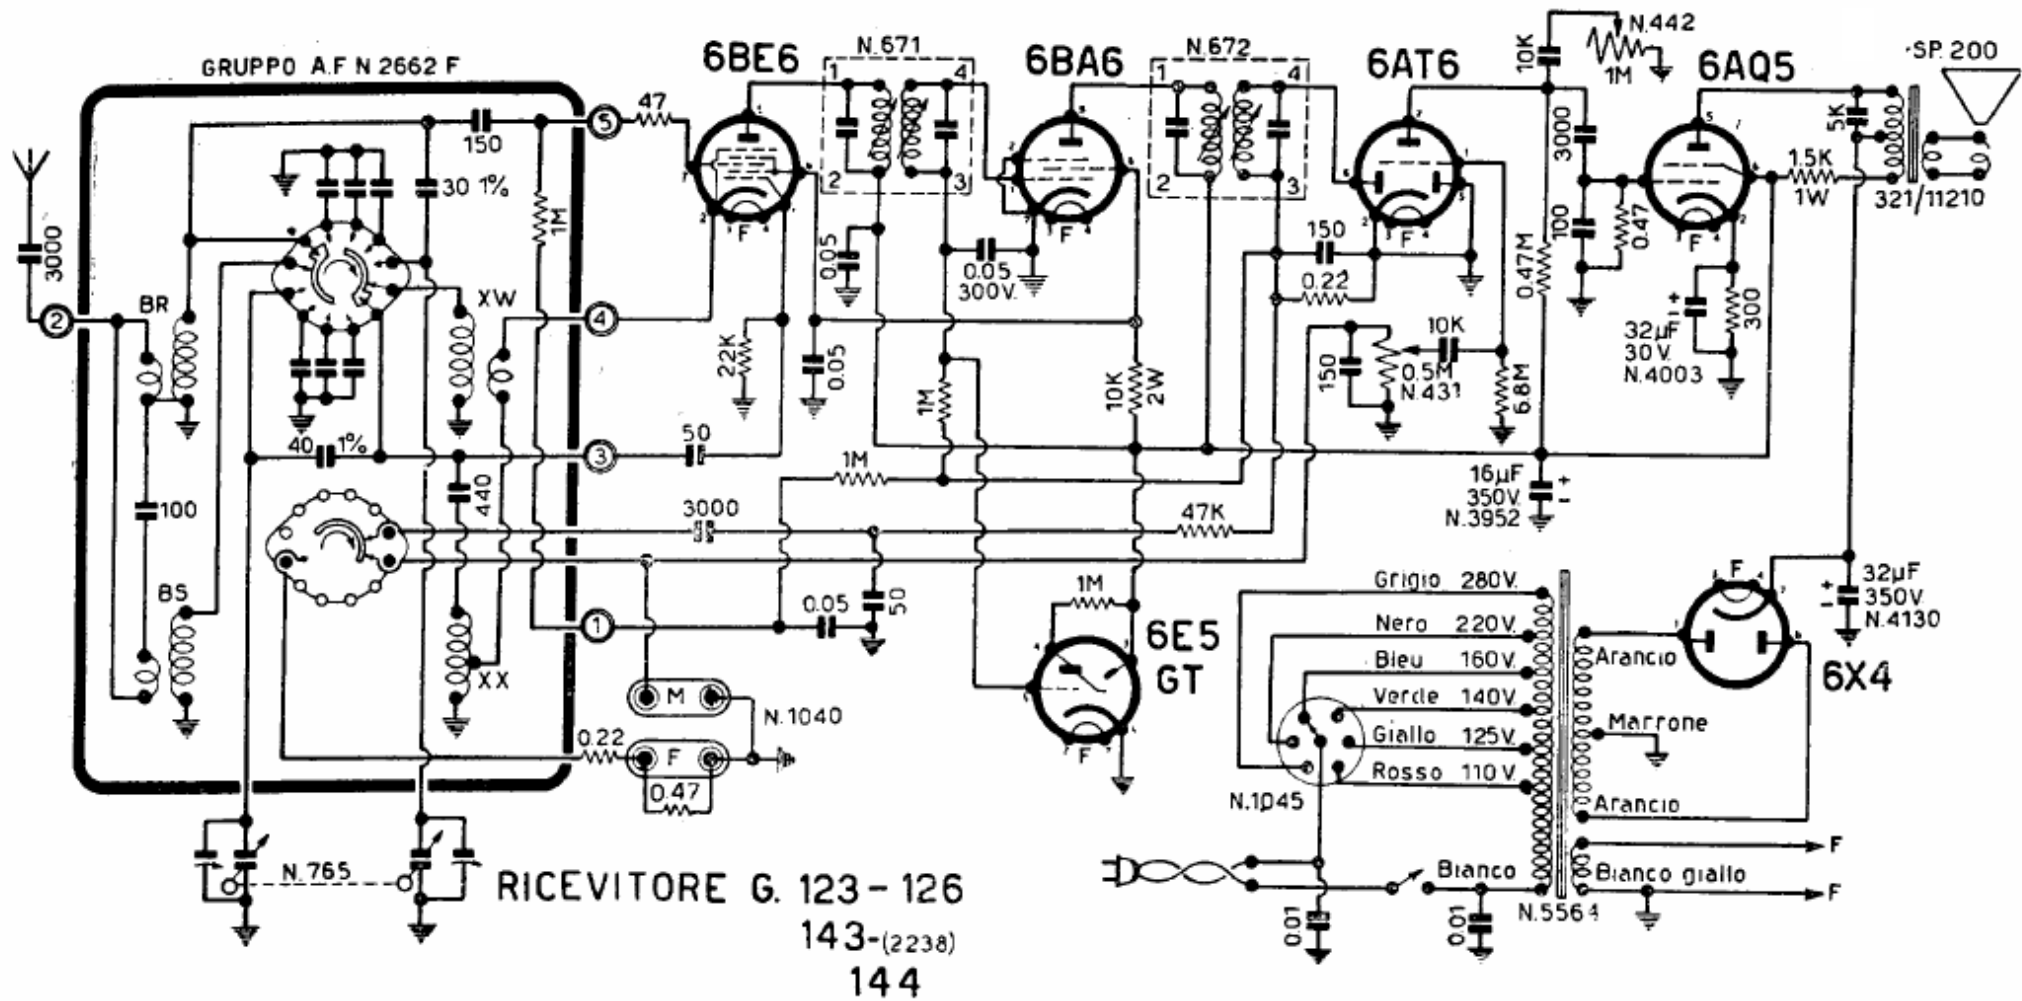 GRUPPO A.F N 2662 F
6BE6
N.671
6BA6
N.672
6AT6
10K
N.442
1M
6AQ5
SP. 200
47
1
4
2
3
1
4
2
3
150
30 1%
1M
3000
3000
100
0.47
5K
1.5K
1W
321/11210
5
2
BR
XW
4
F
F
F
F
0.05
0.05
300V.
150
0.22
0.47M
32µF
30V.
N.4003
300
22K
0.05
1M
10K
2W
150
10K
0.5M
N.431
6.8M
40 1%
3
50
100
440
1M
3000
47K
16µF
350V.
N.3952
BS
XX
1
0.05
50
1M
6E5
GT
F
M
N.1040
0.22
F
0.47
Grigio 280V.
Nero 220V.
Bleu 160V.
Verde 140V.
Giallo 125V.
Rosso 110V.
N.1045
Arancio
Marrone
Arancio
F
6X4
32µF
350V.
N.4130
N.765
Bianco
Bianco giallo
F
F
N.5564
0.01
0.01
RICEVITORE G. 123-126
143-(2238)
144